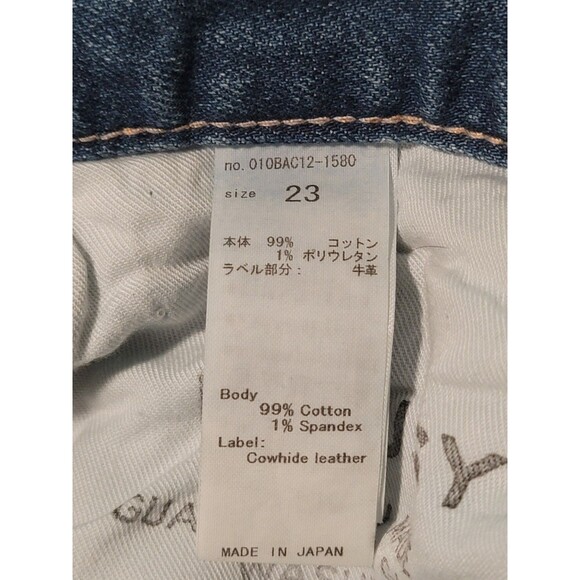 no. 010BAC12-1580
size 23
本体 99% コットン
1% ポリウレタン
ラベル部分: 牛革
Body
99% Cotton
1% Spandex
Label:
Cowhide leather
MADE IN JAPAN